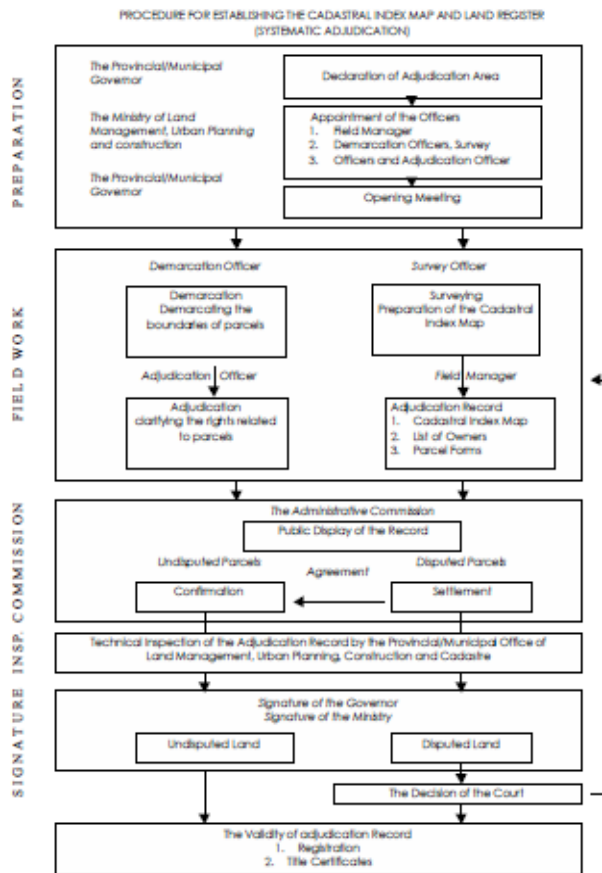 PROCEDURE FOR ESTABLISHING THE CADASTRAL INDEX MAP AND LAND REGISTER
(SYSTEMATIC ADJUDICATION)
PREPARATION
The Provincial/Municipal
Governor
Declaration of Adjudication Area
The Ministry of Land
Management, Urban Planning
and construction
Appointment of the Officers
1. Field Manager
2. Demarcation Officers, Survey
3. Officers and Adjudication Officer
The Provincial/Municipal
Governor
Opening Meeting
FIELD WORK
Demarcation Officer
Survey Officer
Demarcation
Demarcating the
boundaries of parcels
Surveying
Preparation of the Cadastral
Index Map
Adjudication Officer
Field Manager
Adjudication
clarifying the rights related
to parcels
Adjudication Record
1. Cadastral Index Map
2. List of Owners
3. Parcel Forms
COMMISSION
The Administrative Commission
Public Display of the Record
Undisputed Parcels
Disputed Parcels
Agreement
Confirmation
Settlement
INSP.
Technical Inspection of the Adjudication Record by the Provincial/Municipal Office of
Land Management, Urban Planning, Construction and Cadastre
SIGNATURE
Signature of the Governor
Signature of the Ministry
Undisputed Land
Disputed Land
The Decision of the Court
The Validity of adjudication Record
1. Registration
2. Title Certificates